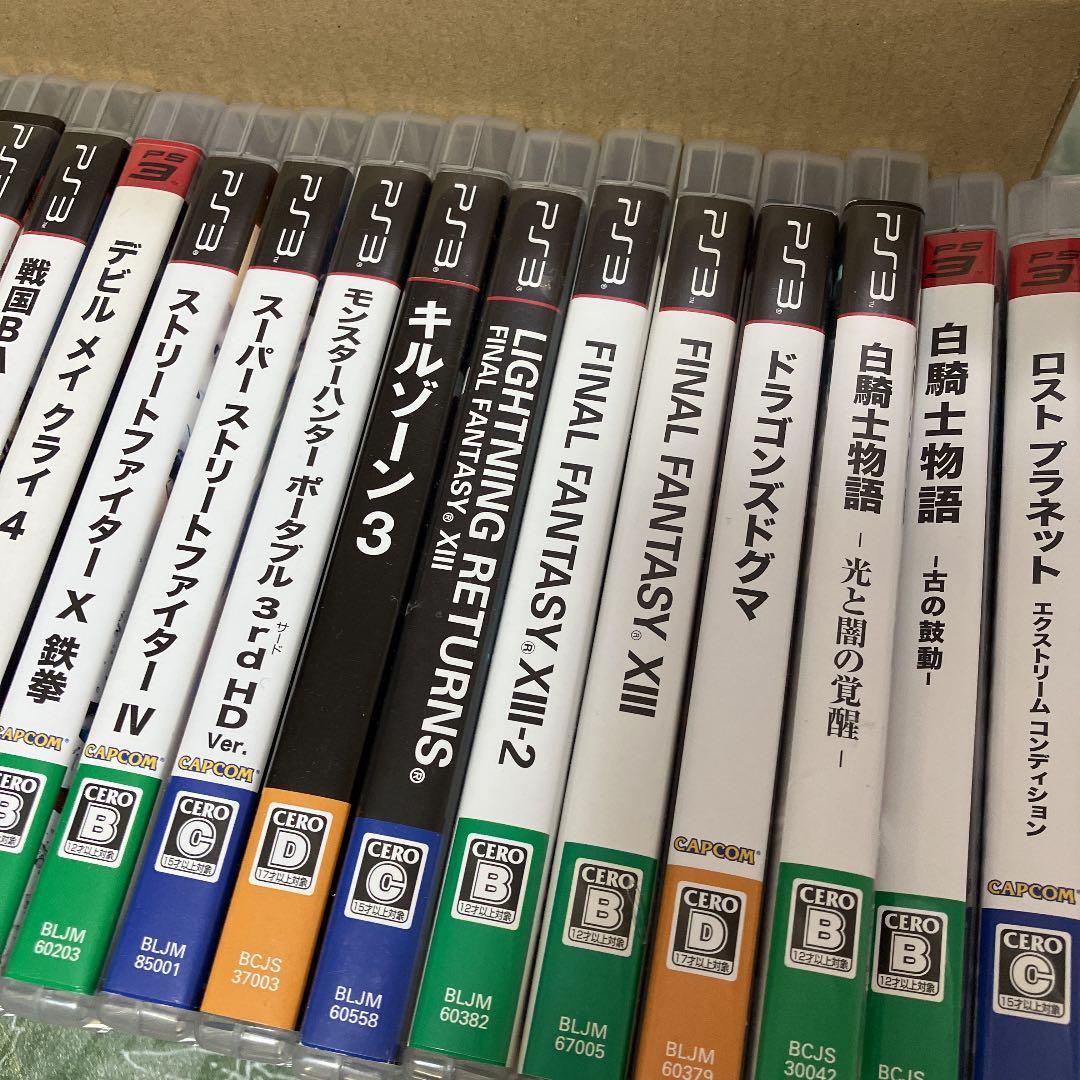 PS3
PS3
戦国BA
PS3
デビル メイ クライ 4
PS3
ストリートファイター X 鉄拳
CAPCOM
CERO
B
PS3
スーパー ストリートファイター IV
CAPCOM
CERO
B
12才以上対象
BLJM
60203
PS3
モンスターハンター ポータブル 3rd HD Ver.
サード
CAPCOM
CERO
C
15才以上対象
BLJM
85001
PS3
キルゾーン3
CERO
D
17才以上対象
BCJS
37003
PS3
LIGHTNING RETURNS®
FINAL FANTASY® XIII
CERO
C
15才以上対象
BLJM
60558
PS3
FINAL FANTASY® XIII-2
CERO
B
12才以上対象
BLJM
60382
PS3
FINAL FANTASY® XIII
CERO
B
12才以上対象
BLJM
67005
PS3
ドラゴンズドグマ
CAPCOM
CERO
D
17才以上対象
BLJM
60379
PS3
白騎士物語 -光と闇の覚醒-
CERO
B
12才以上対象
BCJS
30042
PS3
白騎士物語 -古の鼓動-
CERO
B
12才以上対象
BCJS
PS3
ロスト プラネット エクストリーム コンディション
CAPCOM
CERO
C
15才以上対象